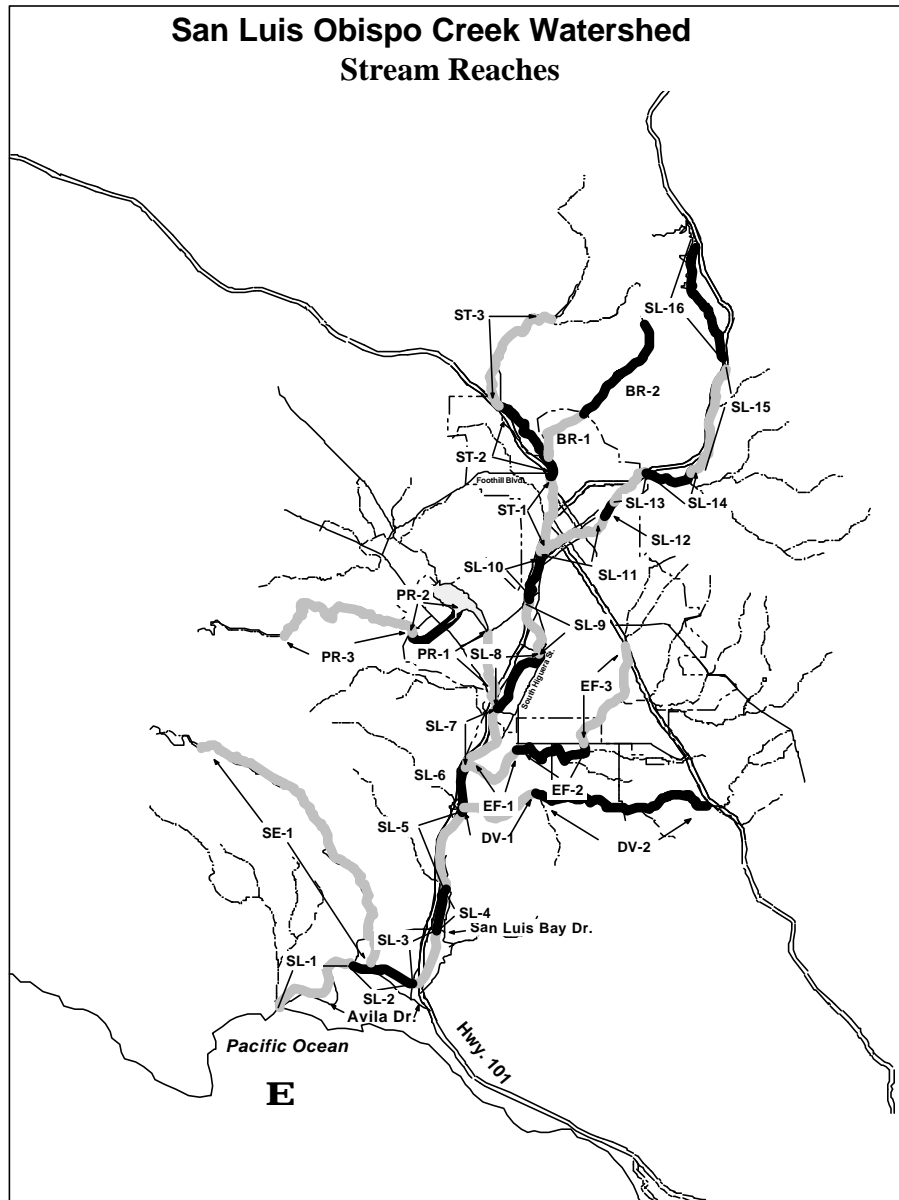 San Luis Obispo Creek Watershed
Stream Reaches
ST-3
SL-16
BR-2
SL-15
BR-1
ST-2
Foothill Blvd.
ST-1
SL-13
SL-14
SL-12
SL-10
SL-11
PR-2
SL-9
PR-3
PR-1
SL-8
South Higuera St.
EF-3
SL-7
SL-6
EF-1
EF-2
SL-5
SE-1
DV-1
DV-2
SL-4
San Luis Bay Dr.
SL-3
SL-1
SL-2
Avila Dr.
Pacific Ocean
Hwy. 101
E